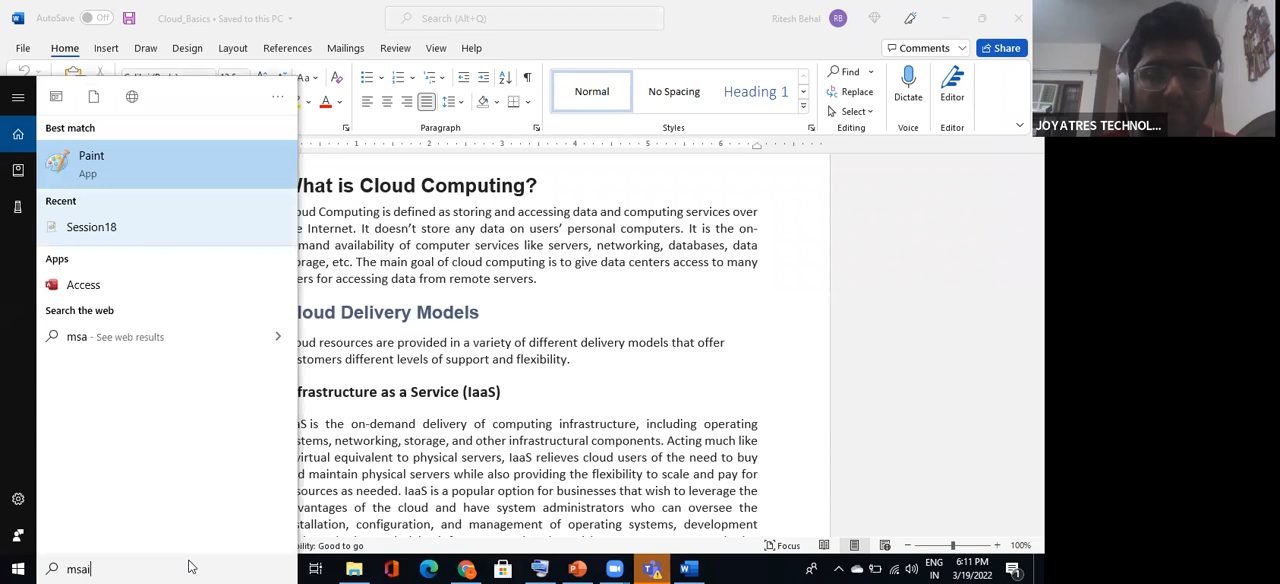 AutoSave Off
Cloud_Basics • Saved to this PC
Search (Alt+Q)
Ritesh Behal RB
File Home Insert Draw Design Layout References Mailings Review View Help
Comments Share
Aa
Find
Replace
Select
Normal
No Spacing
Heading 1
Dictate
Editor
Paragraph
Styles
Editing
Voice
Editor
JOYATRES TECHNOL...
Best match
Paint
App
Recent
Session18
Apps
Access
Search the web
msa - See web results
1 2 3 4 5 6
What is Cloud Computing?
oud Computing is defined as storing and accessing data and computing services over
e Internet. It doesn't store any data on users' personal computers. It is the on-
mand availability of computer services like servers, networking, databases, data
orage, etc. The main goal of cloud computing is to give data centers access to many
ers for accessing data from remote servers.
loud Delivery Models
oud resources are provided in a variety of different delivery models that offer
stomers different levels of support and flexibility.
frastructure as a Service (IaaS)
aS is the on-demand delivery of computing infrastructure, including operating
stems, networking, storage, and other infrastructural components. Acting much like
virtual equivalent to physical servers, IaaS relieves cloud users of the need to buy
d maintain physical servers while also providing the flexibility to scale and pay for
sources as needed. IaaS is a popular option for businesses that wish to leverage the
vantages of the cloud and have system administrators who can oversee the
stallation, configuration, and management of operating systems, development
bility: Good to go
Focus
100%
msai
ENG
IN
6:11 PM
3/19/2022
1